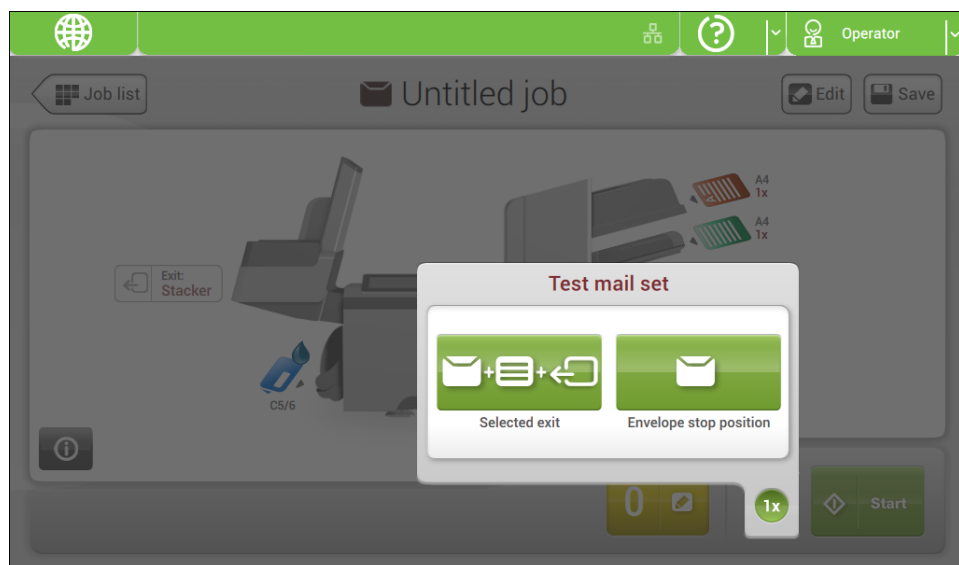 Operator
Job list
Untitled job
Edit
Save
A4
1x
A4
1x
Exit:
Stacker
C5/6
Test mail set
Selected exit
Envelope stop position
0
1x
Start